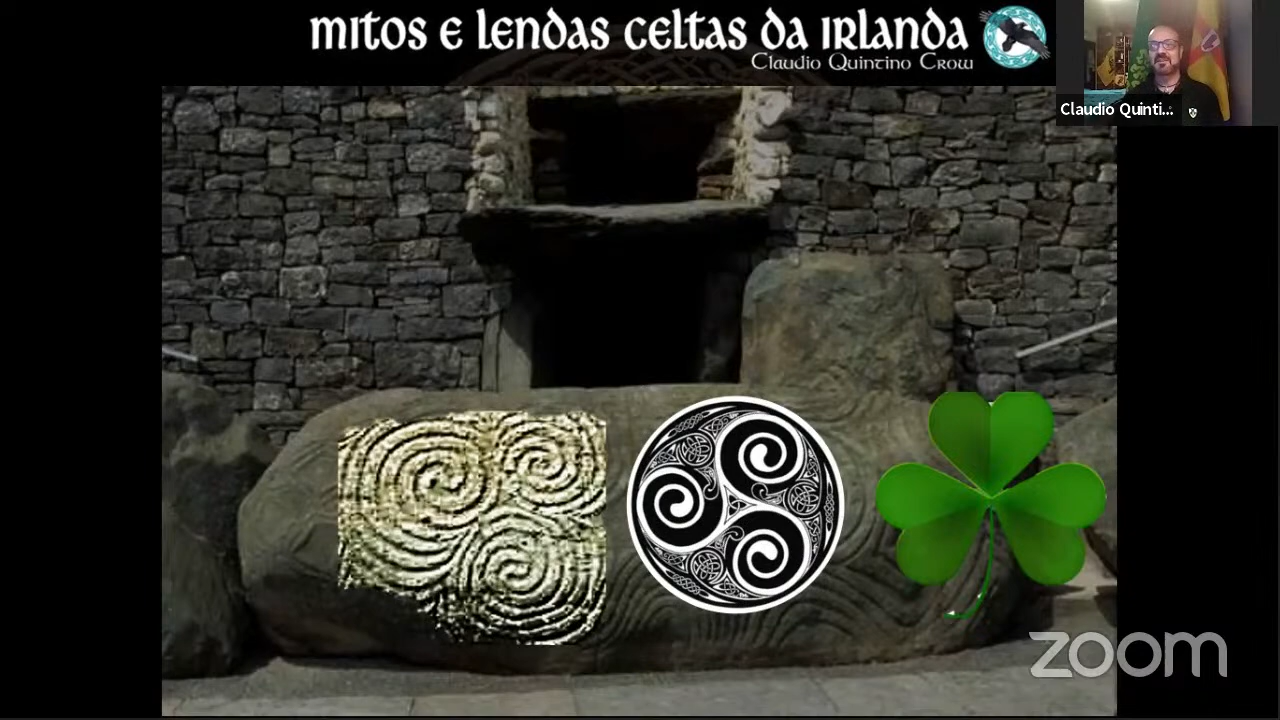 mitos e lendas celtas da irlanda
Claudio Quintino Crow
Claudio Quinti...
zoom